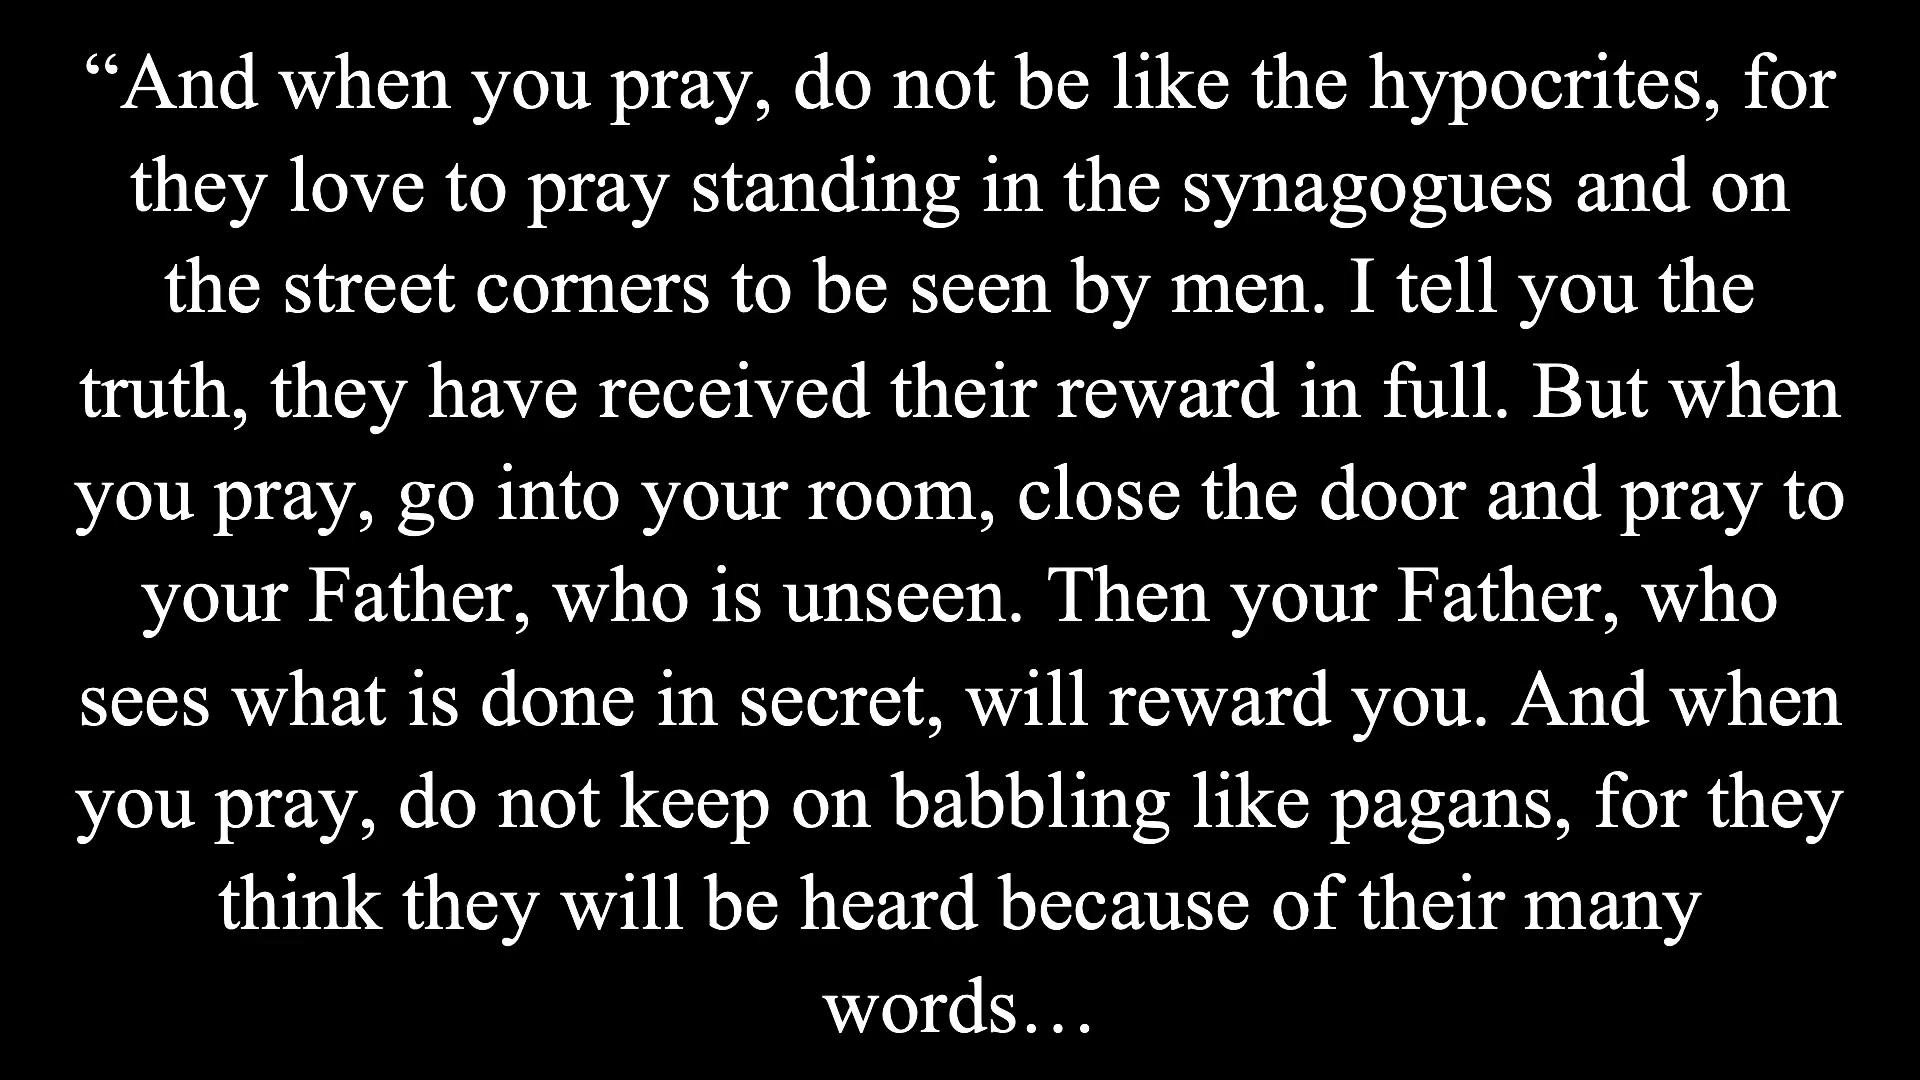 “And when you pray, do not be like the hypocrites, for
they love to pray standing in the synagogues and on
the street corners to be seen by men. I tell you the
truth, they have received their reward in full. But when
you pray, go into your room, close the door and pray to
your Father, who is unseen. Then your Father, who
sees what is done in secret, will reward you. And when
you pray, do not keep on babbling like pagans, for they
think they will be heard because of their many
words…